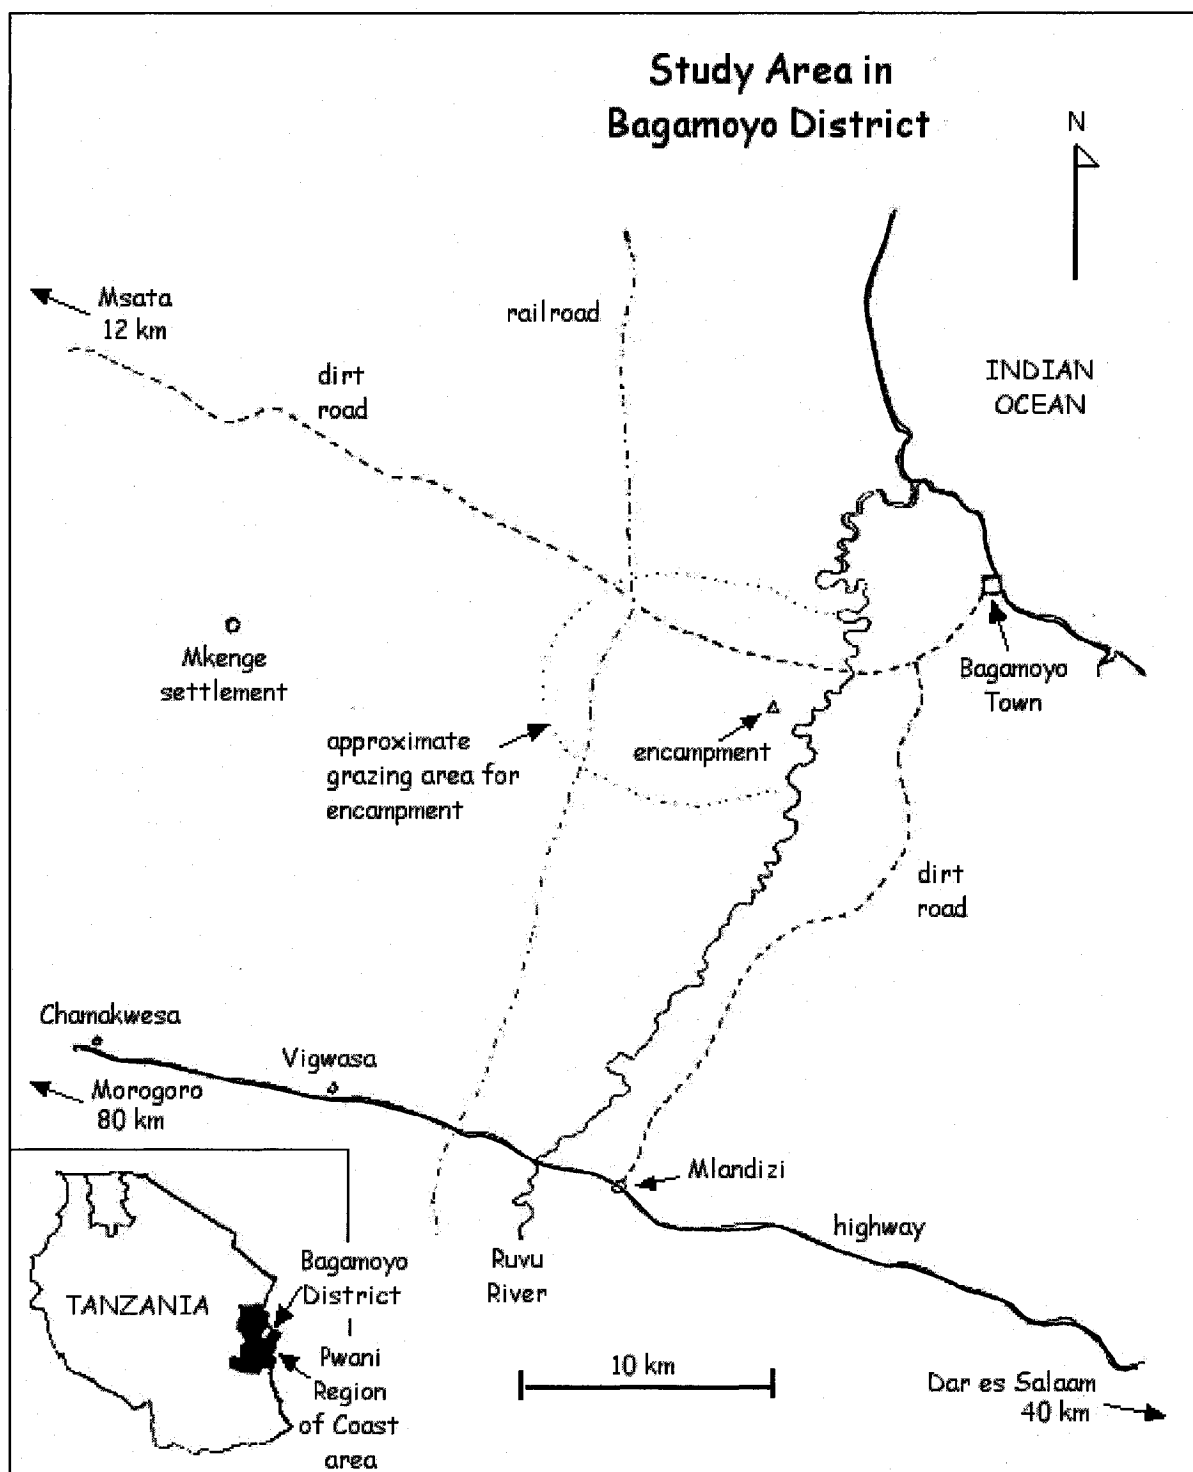 Study Area in
Bagamoyo District
N
Msata
12 km
railroad
dirt
road
INDIAN
OCEAN
Mkenge
settlement
Bagamoyo
Town
approximate
grazing area for
encampment
encampment
dirt
road
Chamakwesa
Vigwasa
Morogoro
80 km
Mlandizi
highway
Ruvu
River
Bagamoyo
District
TANZANIA
Pwani
Region
of Coast
area
10 km
Dar es Salaam
40 km